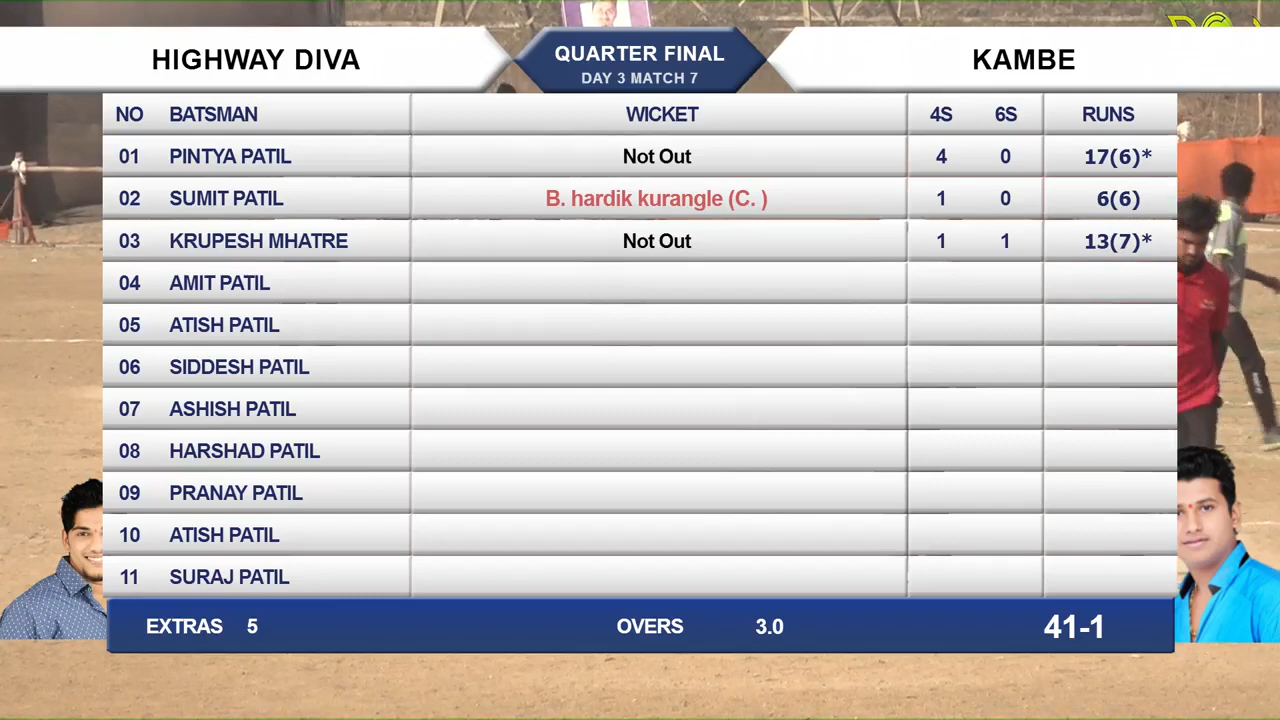 HIGHWAY DIVA QUARTER FINAL KAMBE
DAY 3 MATCH 7
NO BATSMAN WICKET 4S 6S RUNS
01 PINTYA PATIL Not Out 4 0 17(6)*
02 SUMIT PATIL B. hardik kurangle (C. ) 1 0 6(6)
03 KRUPESH MHATRE Not Out 1 1 13(7)*
04 AMIT PATIL
05 ATISH PATIL
06 SIDDESH PATIL
07 ASHISH PATIL
08 HARSHAD PATIL
09 PRANAY PATIL
10 ATISH PATIL
11 SURAJ PATIL
EXTRAS 5 OVERS 3.0 41-1